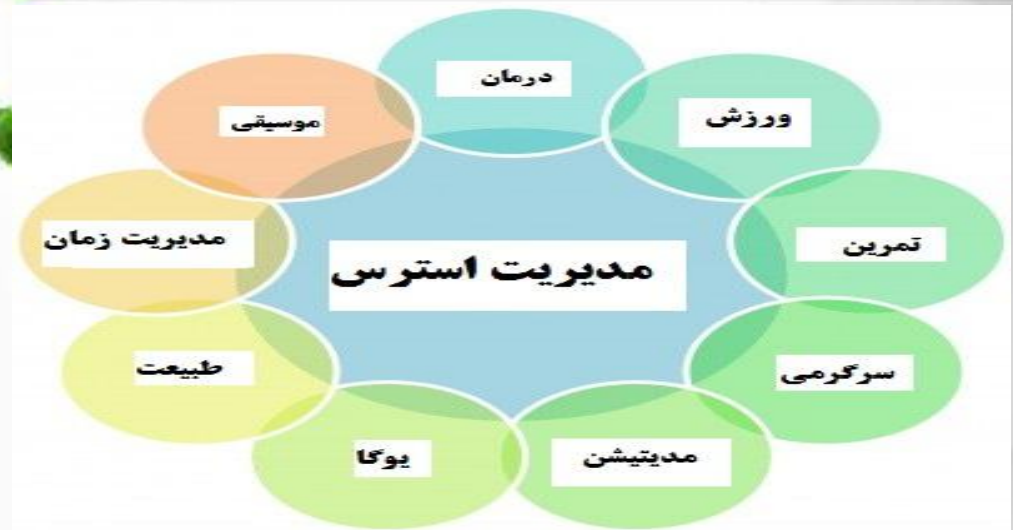 درمان
ورزش
موسیقی
تمرین
مدیریت زمان
مدیریت استرس
سرگرمی
طبیعت
مدیتیشن
یوگا